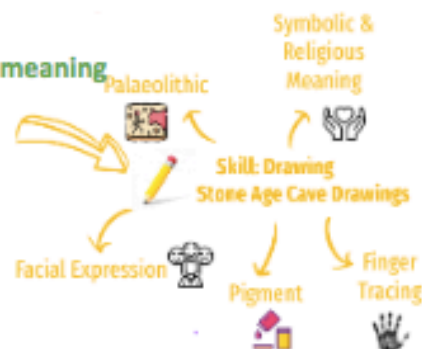 meaning
Palaeolithic
Symbolic &
Religious
Meaning
Skill: Drawing
Stone Age Cave Drawings
Facial Expression
Pigment
Finger
Tracing